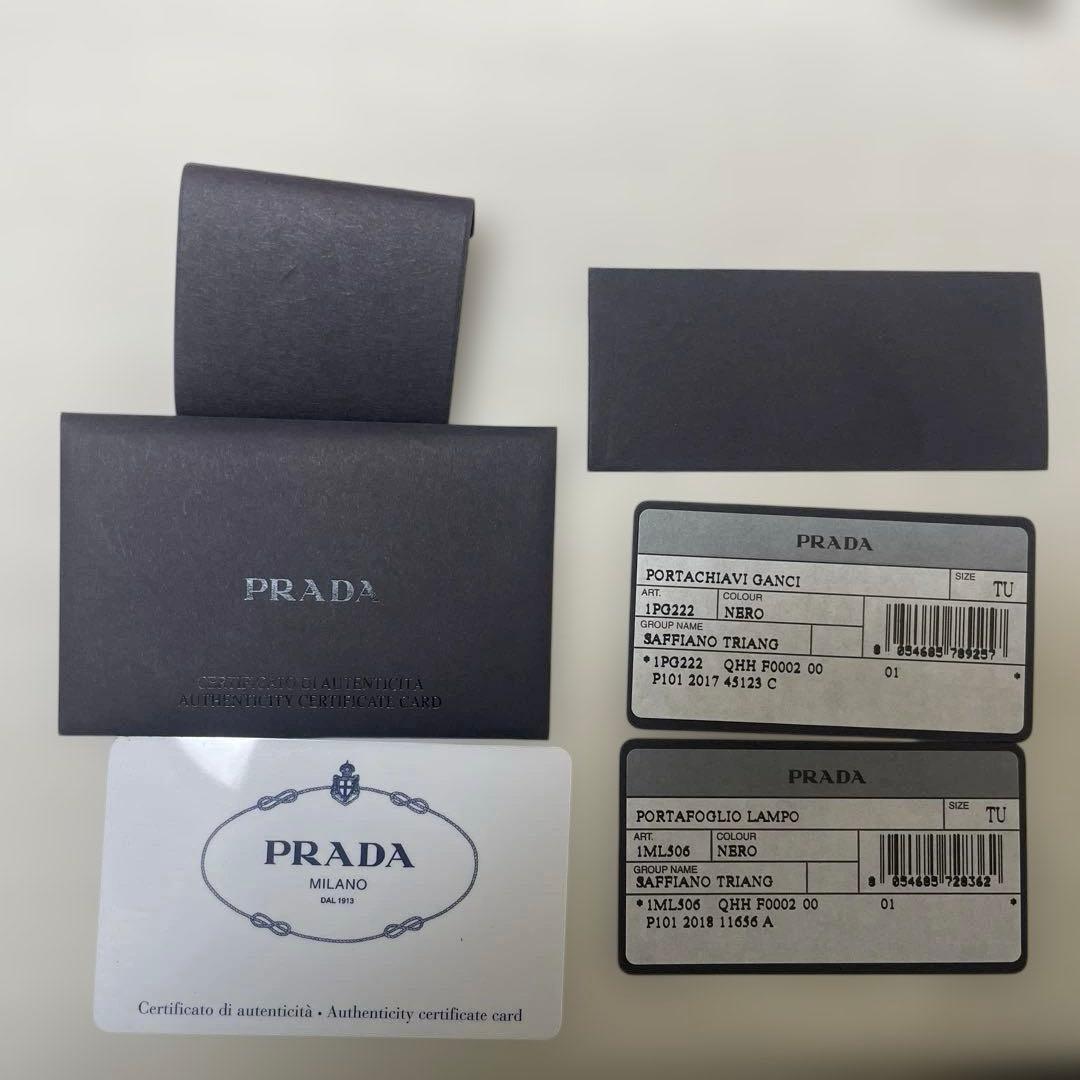 PRADA
CERTIFICATO DI AUTENTICITÀ
AUTHENTICITY CERTIFICATE CARD
PRADA
MILANO
DAL 1913
Certificato di autenticità • Authenticity certificate card
PRADA
PORTACHIAVI GANCI
SIZE
TU
ART.
1PG222
COLOUR
NERO
GROUP NAME
SAFFIANO TRIANG
8 054685 789257
*1PG222 QHH F0002 00 01 *
P101 2017 45123 C
PRADA
PORTAFOGLIO LAMPO
SIZE
TU
ART.
1ML506
COLOUR
NERO
GROUP NAME
SAFFIANO TRIANG
8 054685 728362
*1ML506 QHH F0002 00 01 *
P101 2018 11656 A